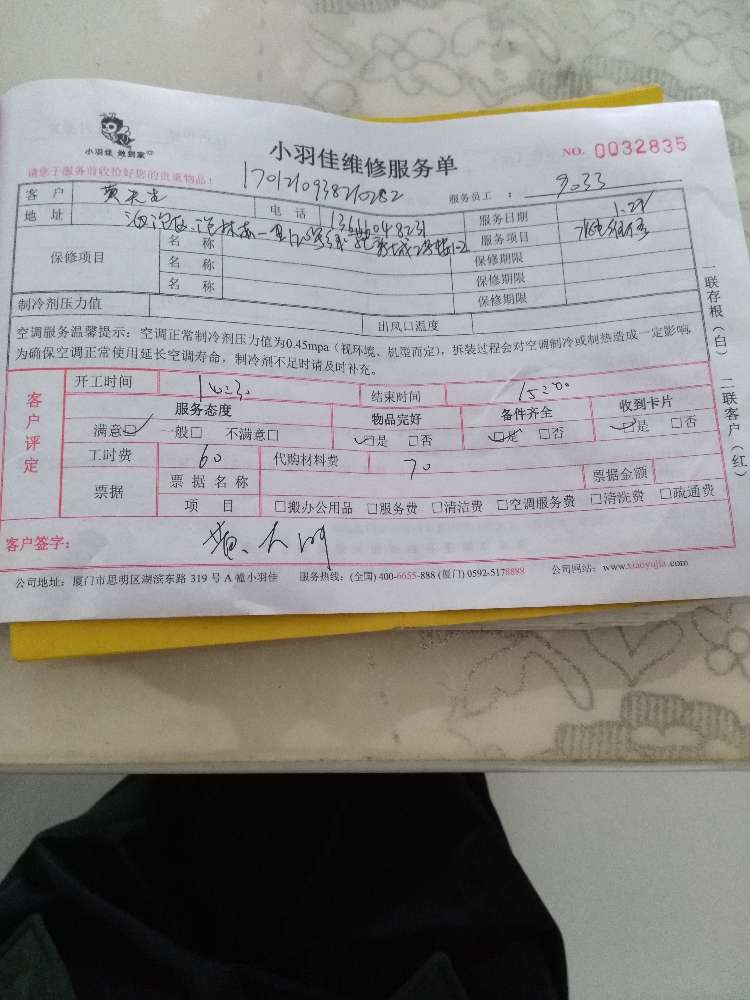 小羽佳 做到家
小羽佳维修服务单
NO. 0032835
请您于服务前收捡好您的贵重物品！
1701210938210282
服务员工： 9033
客 户 黄 电 话 服务日期 1.21
地 址 服务项目
保修项目 名 称 保修期限
名 称 保修期限
名 称 保修期限
制冷剂压力值 出风口温度
空调服务温馨提示：空调正常制冷剂压力值为0.45mpa（视环境、机型而定），拆装过程会对空调制冷或制热造成一定影响，
为确保空调正常使用延长空调寿命，制冷剂不足时请及时补充。
客户评定
开工时间 结束时间 15:00
服务态度 物品完好 备件齐全 收到卡片
满意☑ 一般□ 不满意□ ☑是 □否 ☑是 □否 ☑是 □否
工时费 60 代购材料费 70
票据 票据名称 票据金额
项 目 □搬办公用品 □服务费 □清洁费 □空调服务费 □清洗费 □疏通费
客户签字： 黄
公司地址：厦门市思明区湖滨东路 319 号 A 幢小羽佳 服务热线：(全国) 400-6655-888 (厦门) 0592-5178888 公司网站：www.xiaoyujia.com
一联存根（白） 二联客户（红）